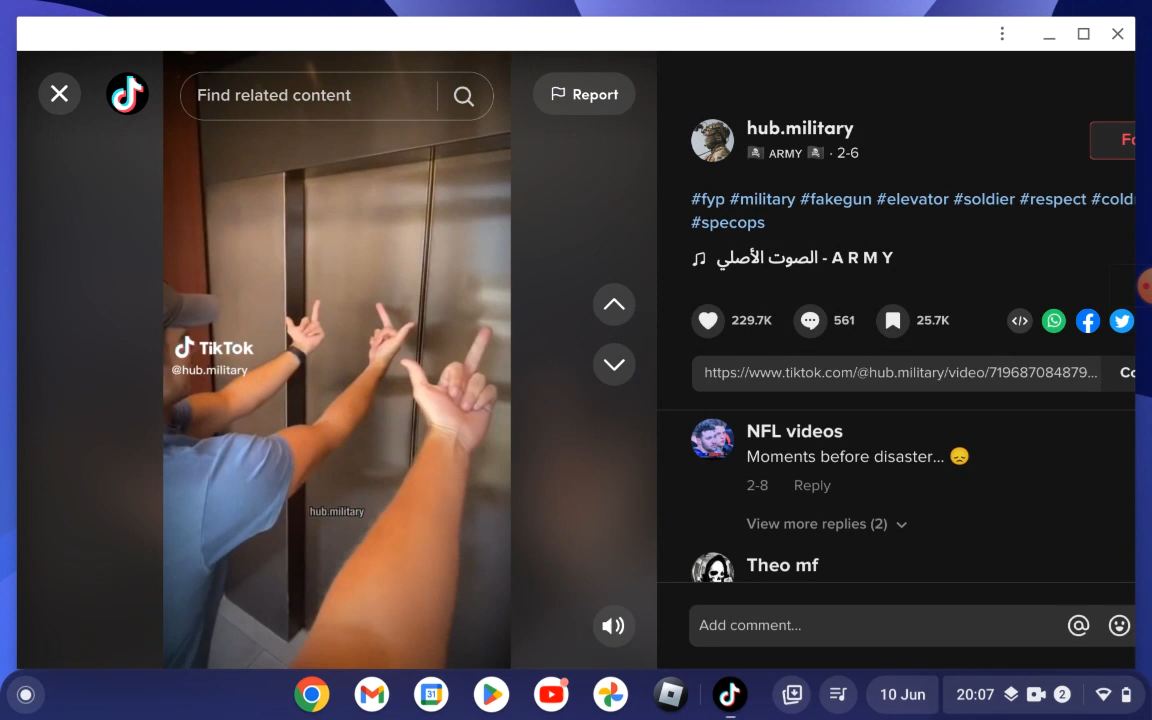 Find related content
Report
hub.military
ARMY · 2-6
#fyp #military #fakegun #elevator #soldier #respect #cold
#specops
الصوت الأصلي - A R M Y
229.7K
561
25.7K
TikTok
@hub.military
https://www.tiktok.com/@hub.military/video/719687084879...
Co
NFL videos
Moments before disaster... 😞
2-8 Reply
hub.military
View more replies (2)
Theo mf
Add comment...
31
10 Jun
20:07
2